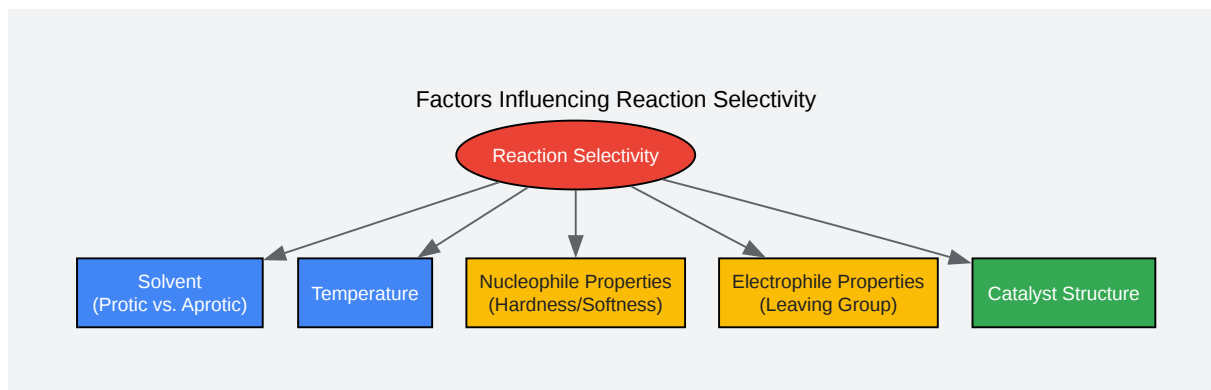 Factors Influencing Reaction Selectivity
Reaction Selectivity
Solvent
(Protic vs. Aprotic)
Temperature
Nucleophile Properties
(Hardness/Softness)
Electrophile Properties
(Leaving Group)
Catalyst Structure